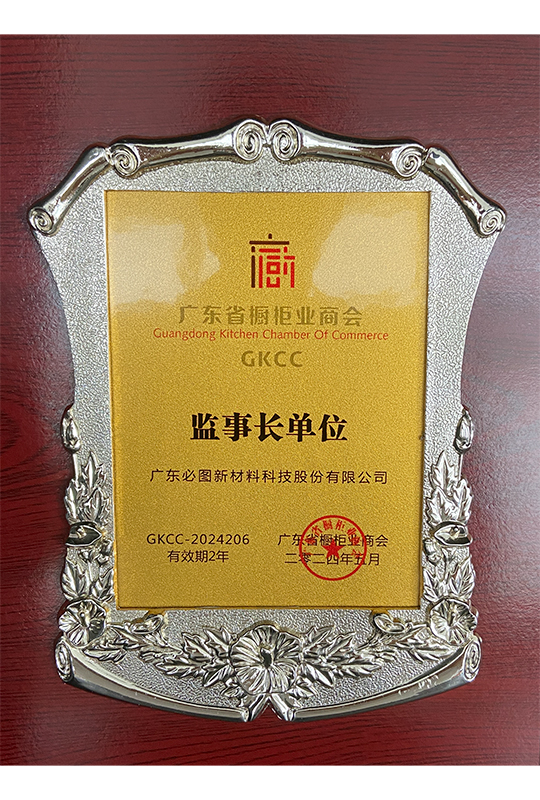 广东省橱柜业商会
Guangdong Kitchen Chamber Of Commerce
GKCC
监事长单位
广东必图新材料科技股份有限公司
GKCC-2024206
有效期2年
广东省橱柜业商会
二零二四年五月